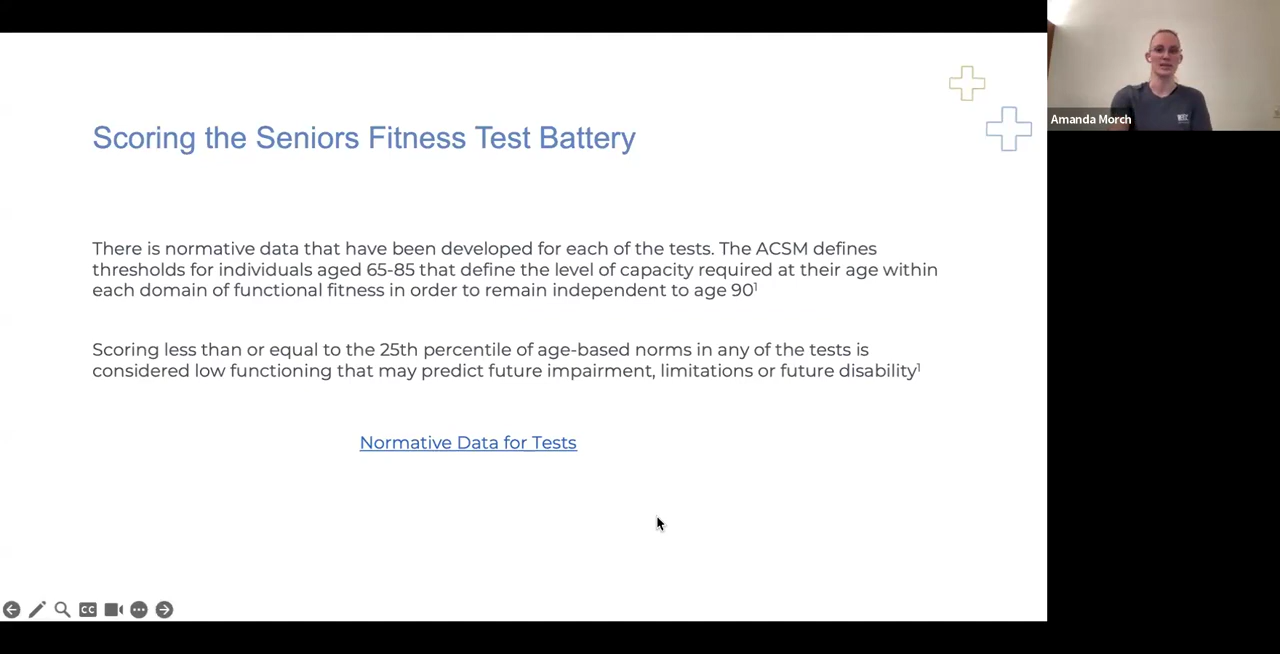 Scoring the Seniors Fitness Test Battery
There is normative data that have been developed for each of the tests. The ACSM defines
thresholds for individuals aged 65-85 that define the level of capacity required at their age within
each domain of functional fitness in order to remain independent to age 90¹
Scoring less than or equal to the 25th percentile of age-based norms in any of the tests is
considered low functioning that may predict future impairment, limitations or future disability¹
Normative Data for Tests
CC
Amanda Morch